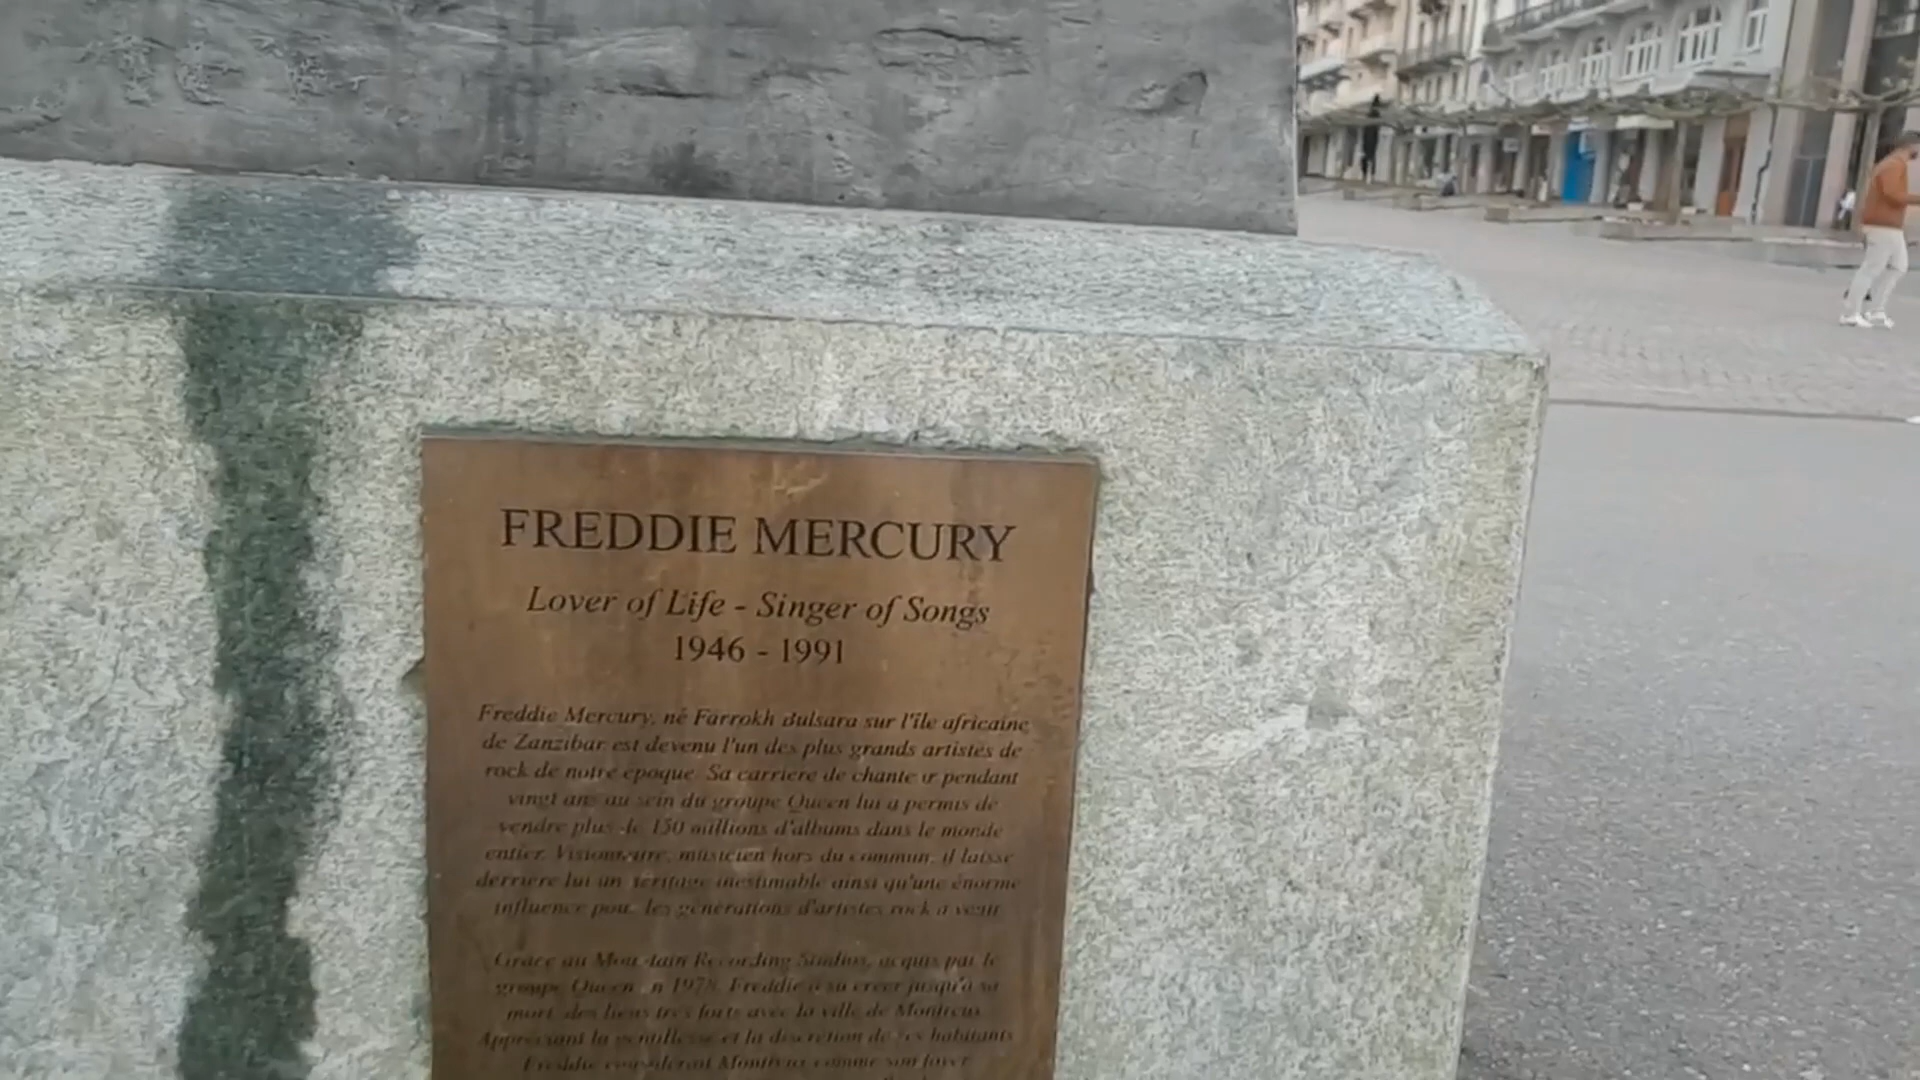 FREDDIE MERCURY
Lover of Life - Singer of Songs
1946 - 1991
Freddie Mercury, né Farrokh Bulsara sur l'île africaine
de Zanzibar est devenu l'un des plus grands artistes de
rock de notre époque. Sa carrière de chanteur pendant
vingt ans au sein du groupe Queen lui a permis de
vendre plus de 150 millions d'albums dans le monde
entier. Visionnaire, musicien hors du commun, il laisse
derrière lui un héritage inestimable ainsi qu'une énorme
influence pour les générations d'artistes rock à venir
Grâce au Mountain Recording Studios, acquis par le
groupe Queen en 1978, Freddie a su créer jusqu'à sa
mort des liens très forts avec la ville de Montreux
Appréciant la gentillesse et la discrétion de ses habitants
Freddie considérait Montreux comme son foyer